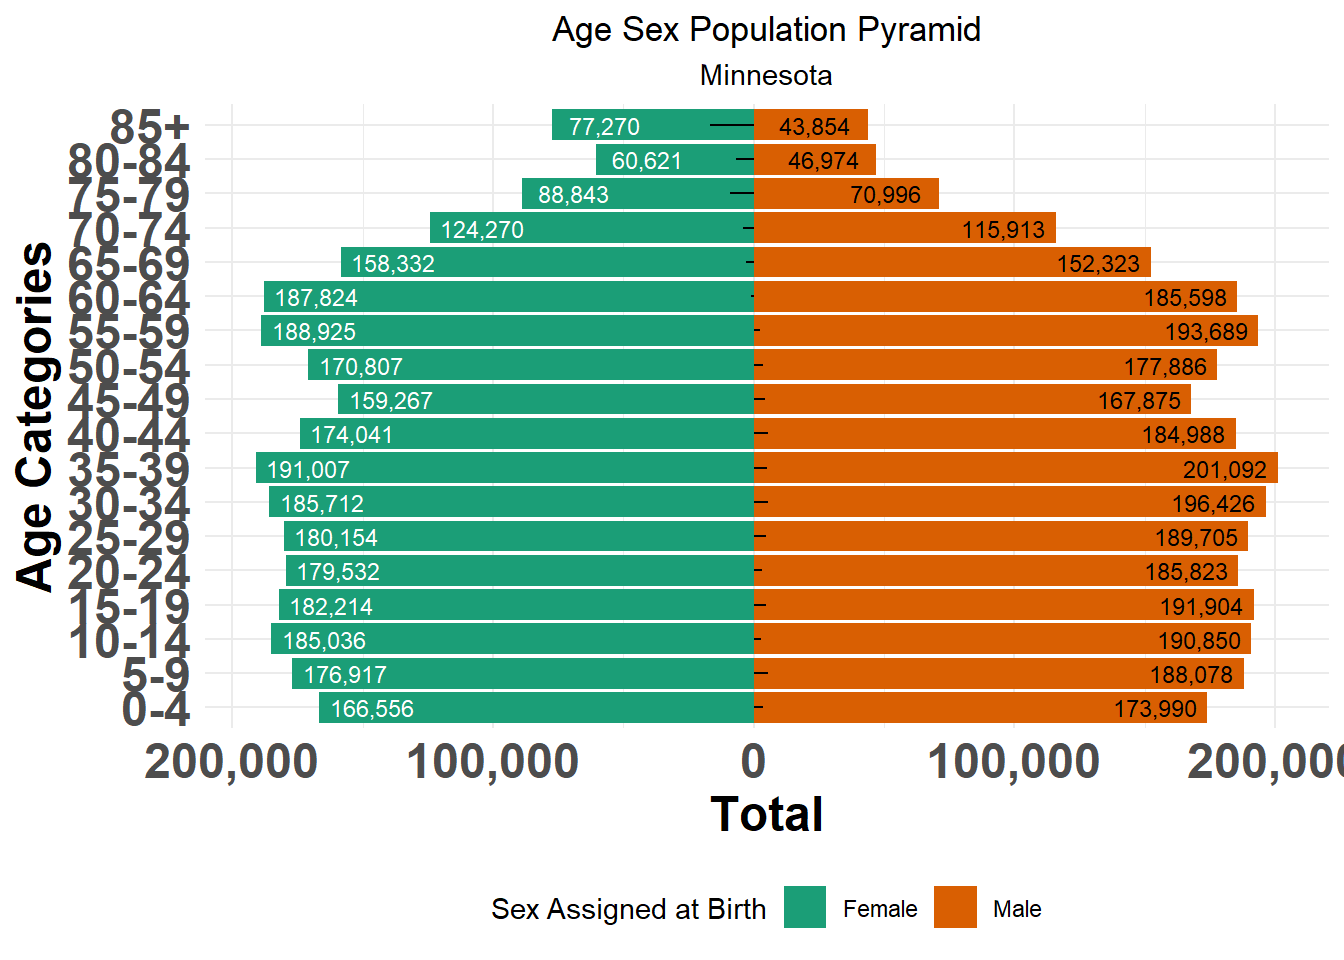 Age Sex Population Pyramid
Minnesota
Age Categories
85+ 77,270 43,854
80-84 60,621 46,974
75-79 88,843 70,996
70-74 124,270 115,913
65-69 158,332 152,323
60-64 187,824 185,598
55-59 188,925 193,689
50-54 170,807 177,886
45-49 159,267 167,875
40-44 174,041 184,988
35-39 191,007 201,092
30-34 185,712 196,426
25-29 180,154 189,705
20-24 179,532 185,823
15-19 182,214 191,904
10-14 185,036 190,850
5-9 176,917 188,078
0-4 166,556 173,990
200,000 100,000 0 100,000 200,00
Total
Sex Assigned at Birth Female Male